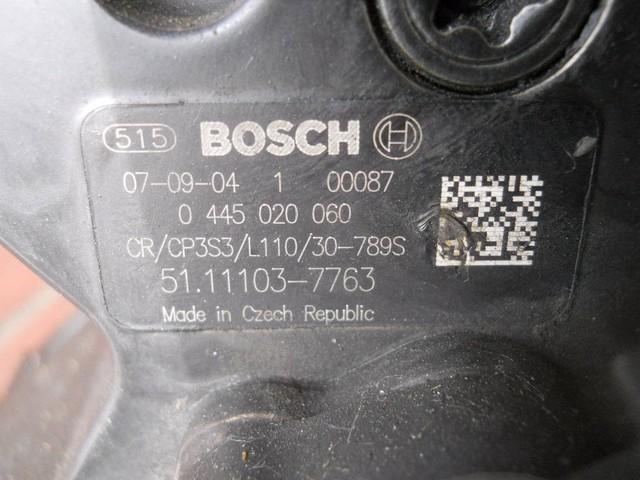 515 BOSCH
07-09-04 1 00087
0 445 020 060
CR/CP3S3/L110/30-789S
51.11103-7763
Made in Czech Republic